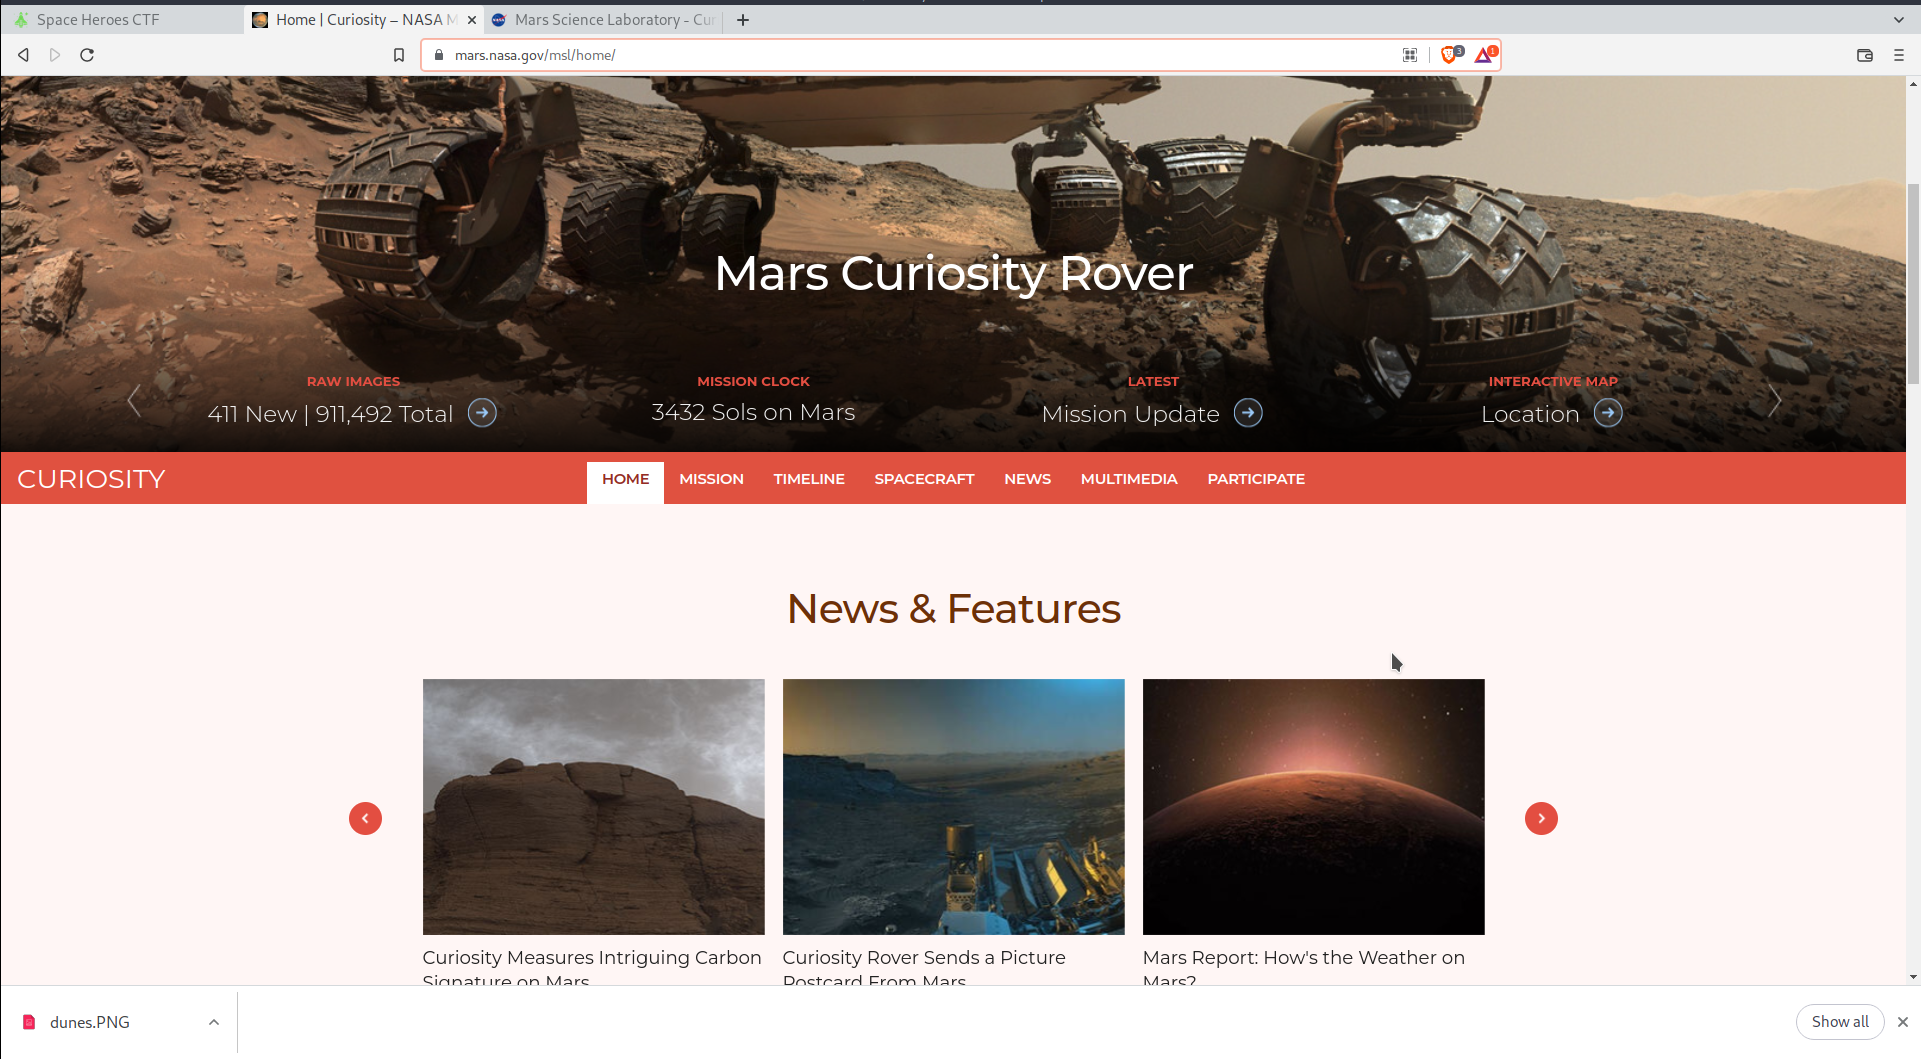 Space Heroes CTF
Home | Curiosity – NASA M
Mars Science Laboratory - Cur
mars.nasa.gov/msl/home/
3
1
Mars Curiosity Rover
RAW IMAGES
411 New | 911,492 Total
MISSION CLOCK
3432 Sols on Mars
LATEST
Mission Update
INTERACTIVE MAP
Location
CURIOSITY
HOME
MISSION
TIMELINE
SPACECRAFT
NEWS
MULTIMEDIA
PARTICIPATE
News & Features
Curiosity Measures Intriguing Carbon
Signature on Mars
Curiosity Rover Sends a Picture
Postcard From Mars
Mars Report: How's the Weather on
Mars?
dunes.PNG
Show all